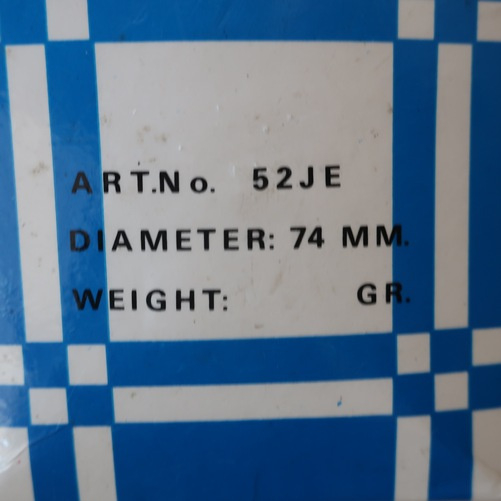 ART.No. 52JE
DIAMETER: 74 MM.
WEIGHT: GR.